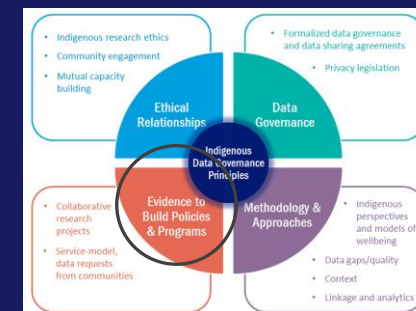 • Indigenous research ethics
• Community engagement
• Mutual capacity
building
• Formalized data governance
and data sharing agreements
• Privacy legislation
Ethical
Relationships
Data
Governance
Indigenous
Data Governance
Principles
Evidence to
Build Policies
& Programs
Methodology &
Approaches
• Collaborative
research
projects
• Service-model,
data requests
from communities
• Indigenous
perspectives
and models of
wellbeing
• Data gaps/quality
• Context
• Linkage and analytics